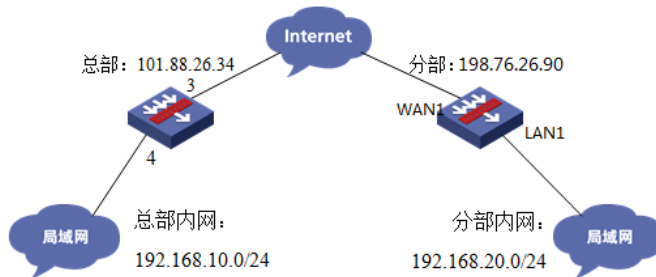 Internet
总部：101.88.26.34
分部：198.76.26.90
3
WAN1
LAN1
4
总部内网：
分部内网：
局域网
局域网
192.168.10.0/24
192.168.20.0/24